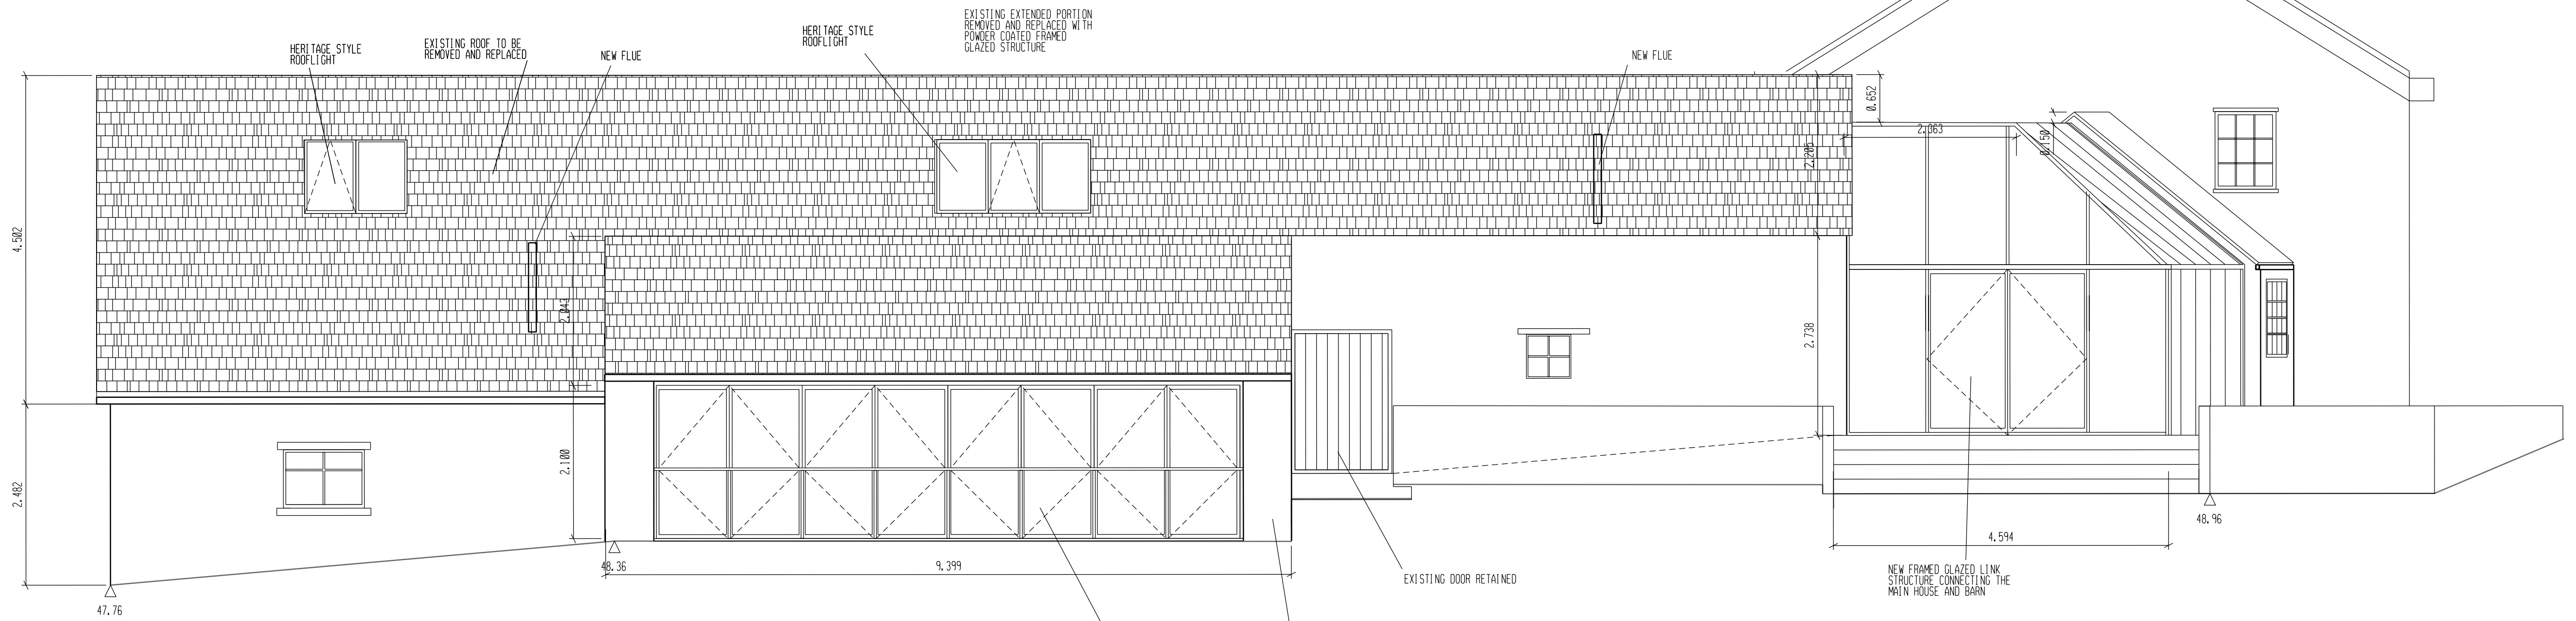 EXISTING EXTENDED PORTION
REMOVED AND REPLACED WITH
POWDER COATED FRAMED
GLAZED STRUCTURE
HERITAGE STYLE
ROOFLIGHT
EXISTING ROOF TO BE
REMOVED AND REPLACED
HERITAGE STYLE
ROOFLIGHT
NEW FLUE
NEW FLUE
0.652
2.363
0.150
2.205
4.502
2.043
2.738
2.100
2.482
48.96
4.594
48.36
9.399
NEW FRAMED GLAZED LINK
STRUCTURE CONNECTING THE
MAIN HOUSE AND BARN
EXISTING DOOR RETAINED
47.76